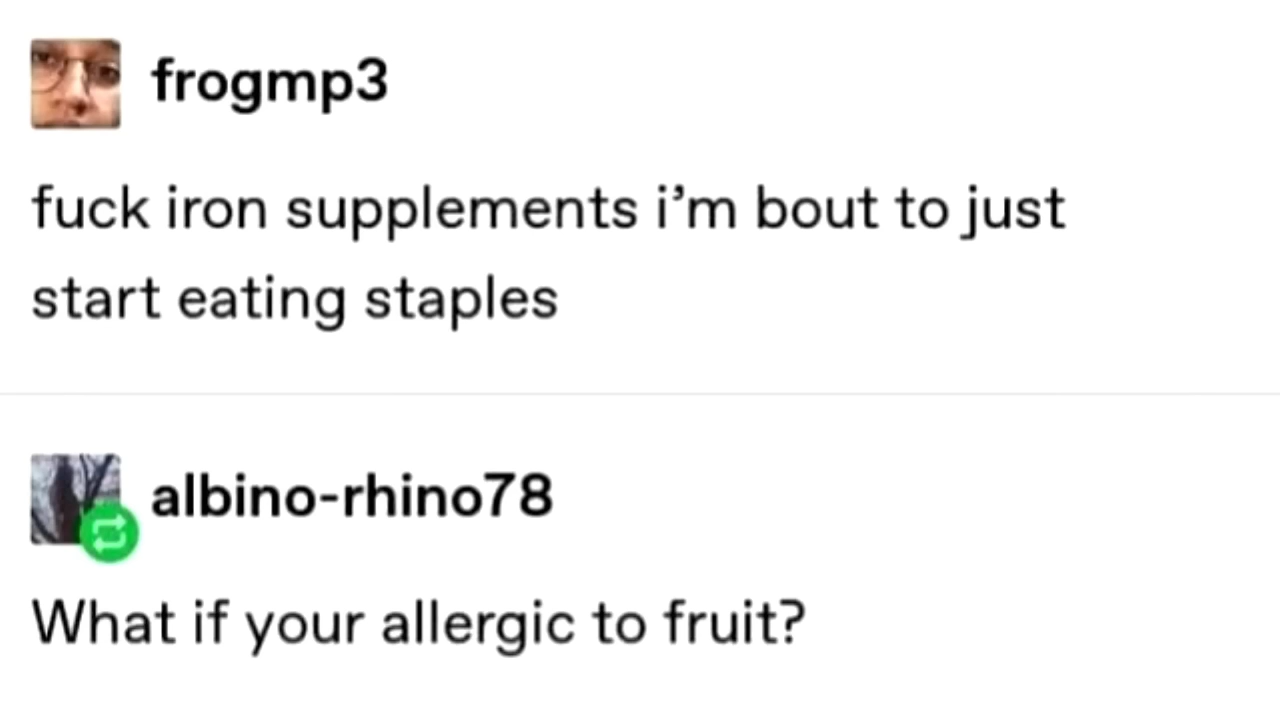 frogmp3
fuck iron supplements i’m bout to just
start eating staples
albino-rhino78
What if your allergic to fruit?